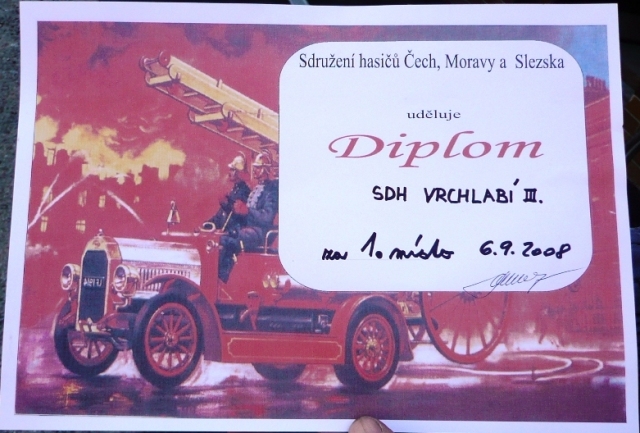 Sdružení hasičů Čech, Moravy a Slezska
uděluje
Diplom
SDH VRCHLABÍ III.
za 1. místo 6.9.2008